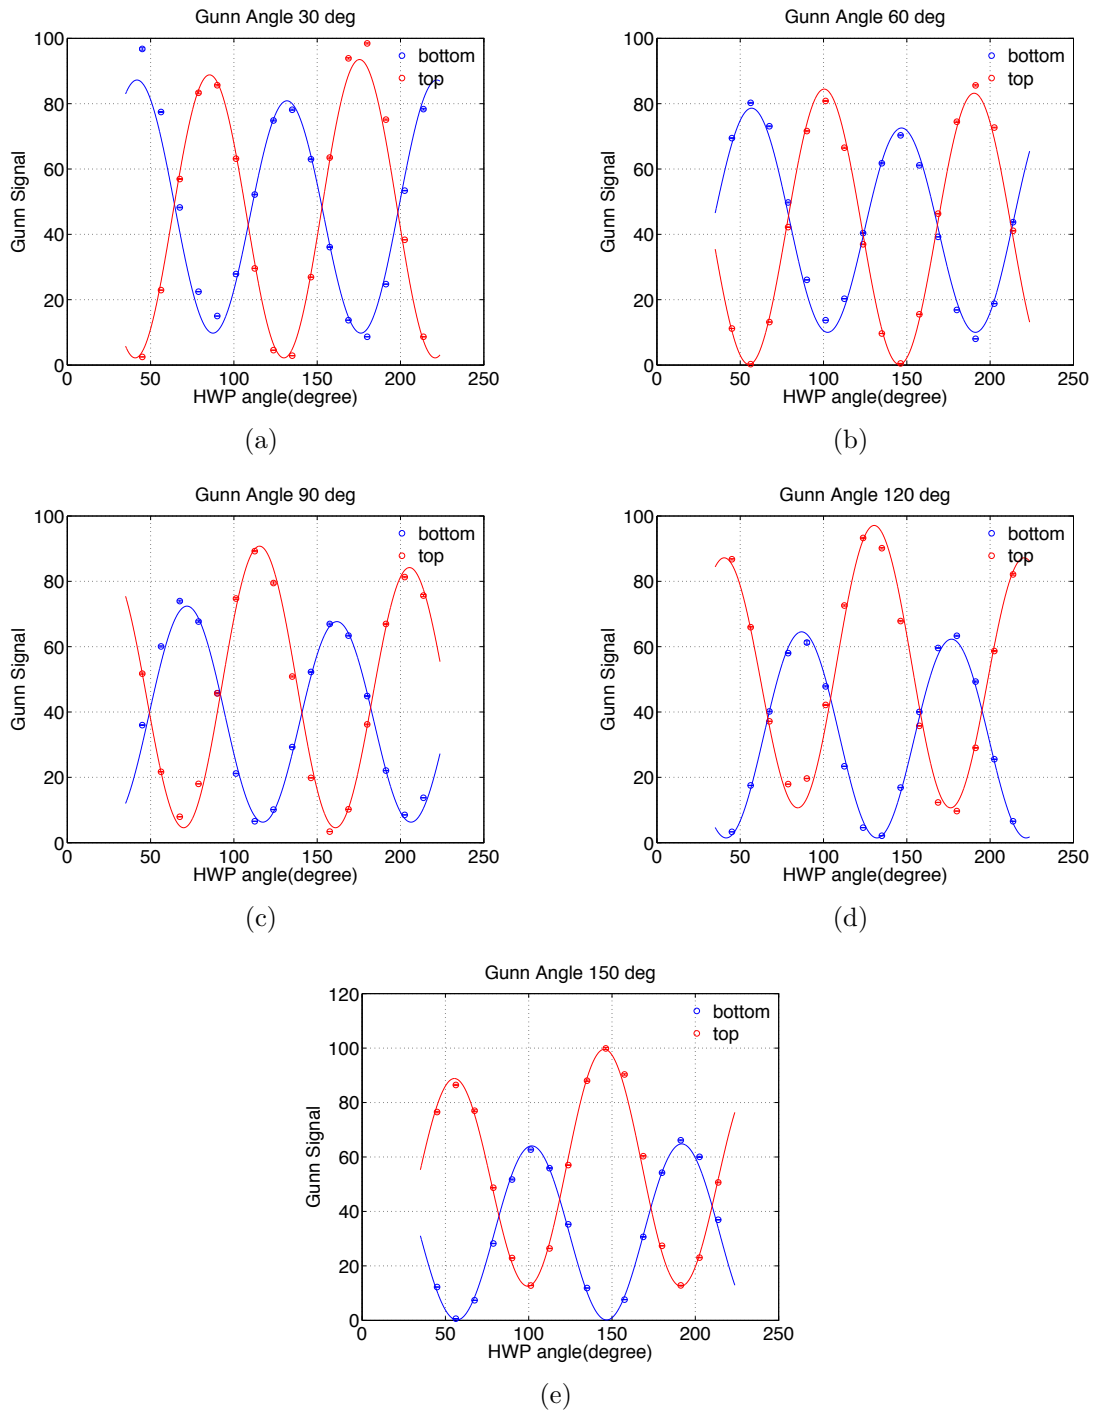 Gunn Angle 30 deg
100
80
60
40
20
0
Gunn Signal
bottom
top
0 50 100 150 200 250
HWP angle(degree)
(a)
Gunn Angle 60 deg
100
80
60
40
20
0
Gunn Signal
bottom
top
0 50 100 150 200 250
HWP angle(degree)
(b)
Gunn Angle 90 deg
100
80
60
40
20
0
Gunn Signal
bottom
top
0 50 100 150 200 250
HWP angle(degree)
(c)
Gunn Angle 120 deg
100
80
60
40
20
0
Gunn Signal
bottom
top
0 50 100 150 200 250
HWP angle(degree)
(d)
Gunn Angle 150 deg
120
100
80
60
40
20
0
Gunn Signal
bottom
top
0 50 100 150 200 250
HWP angle(degree)
(e)